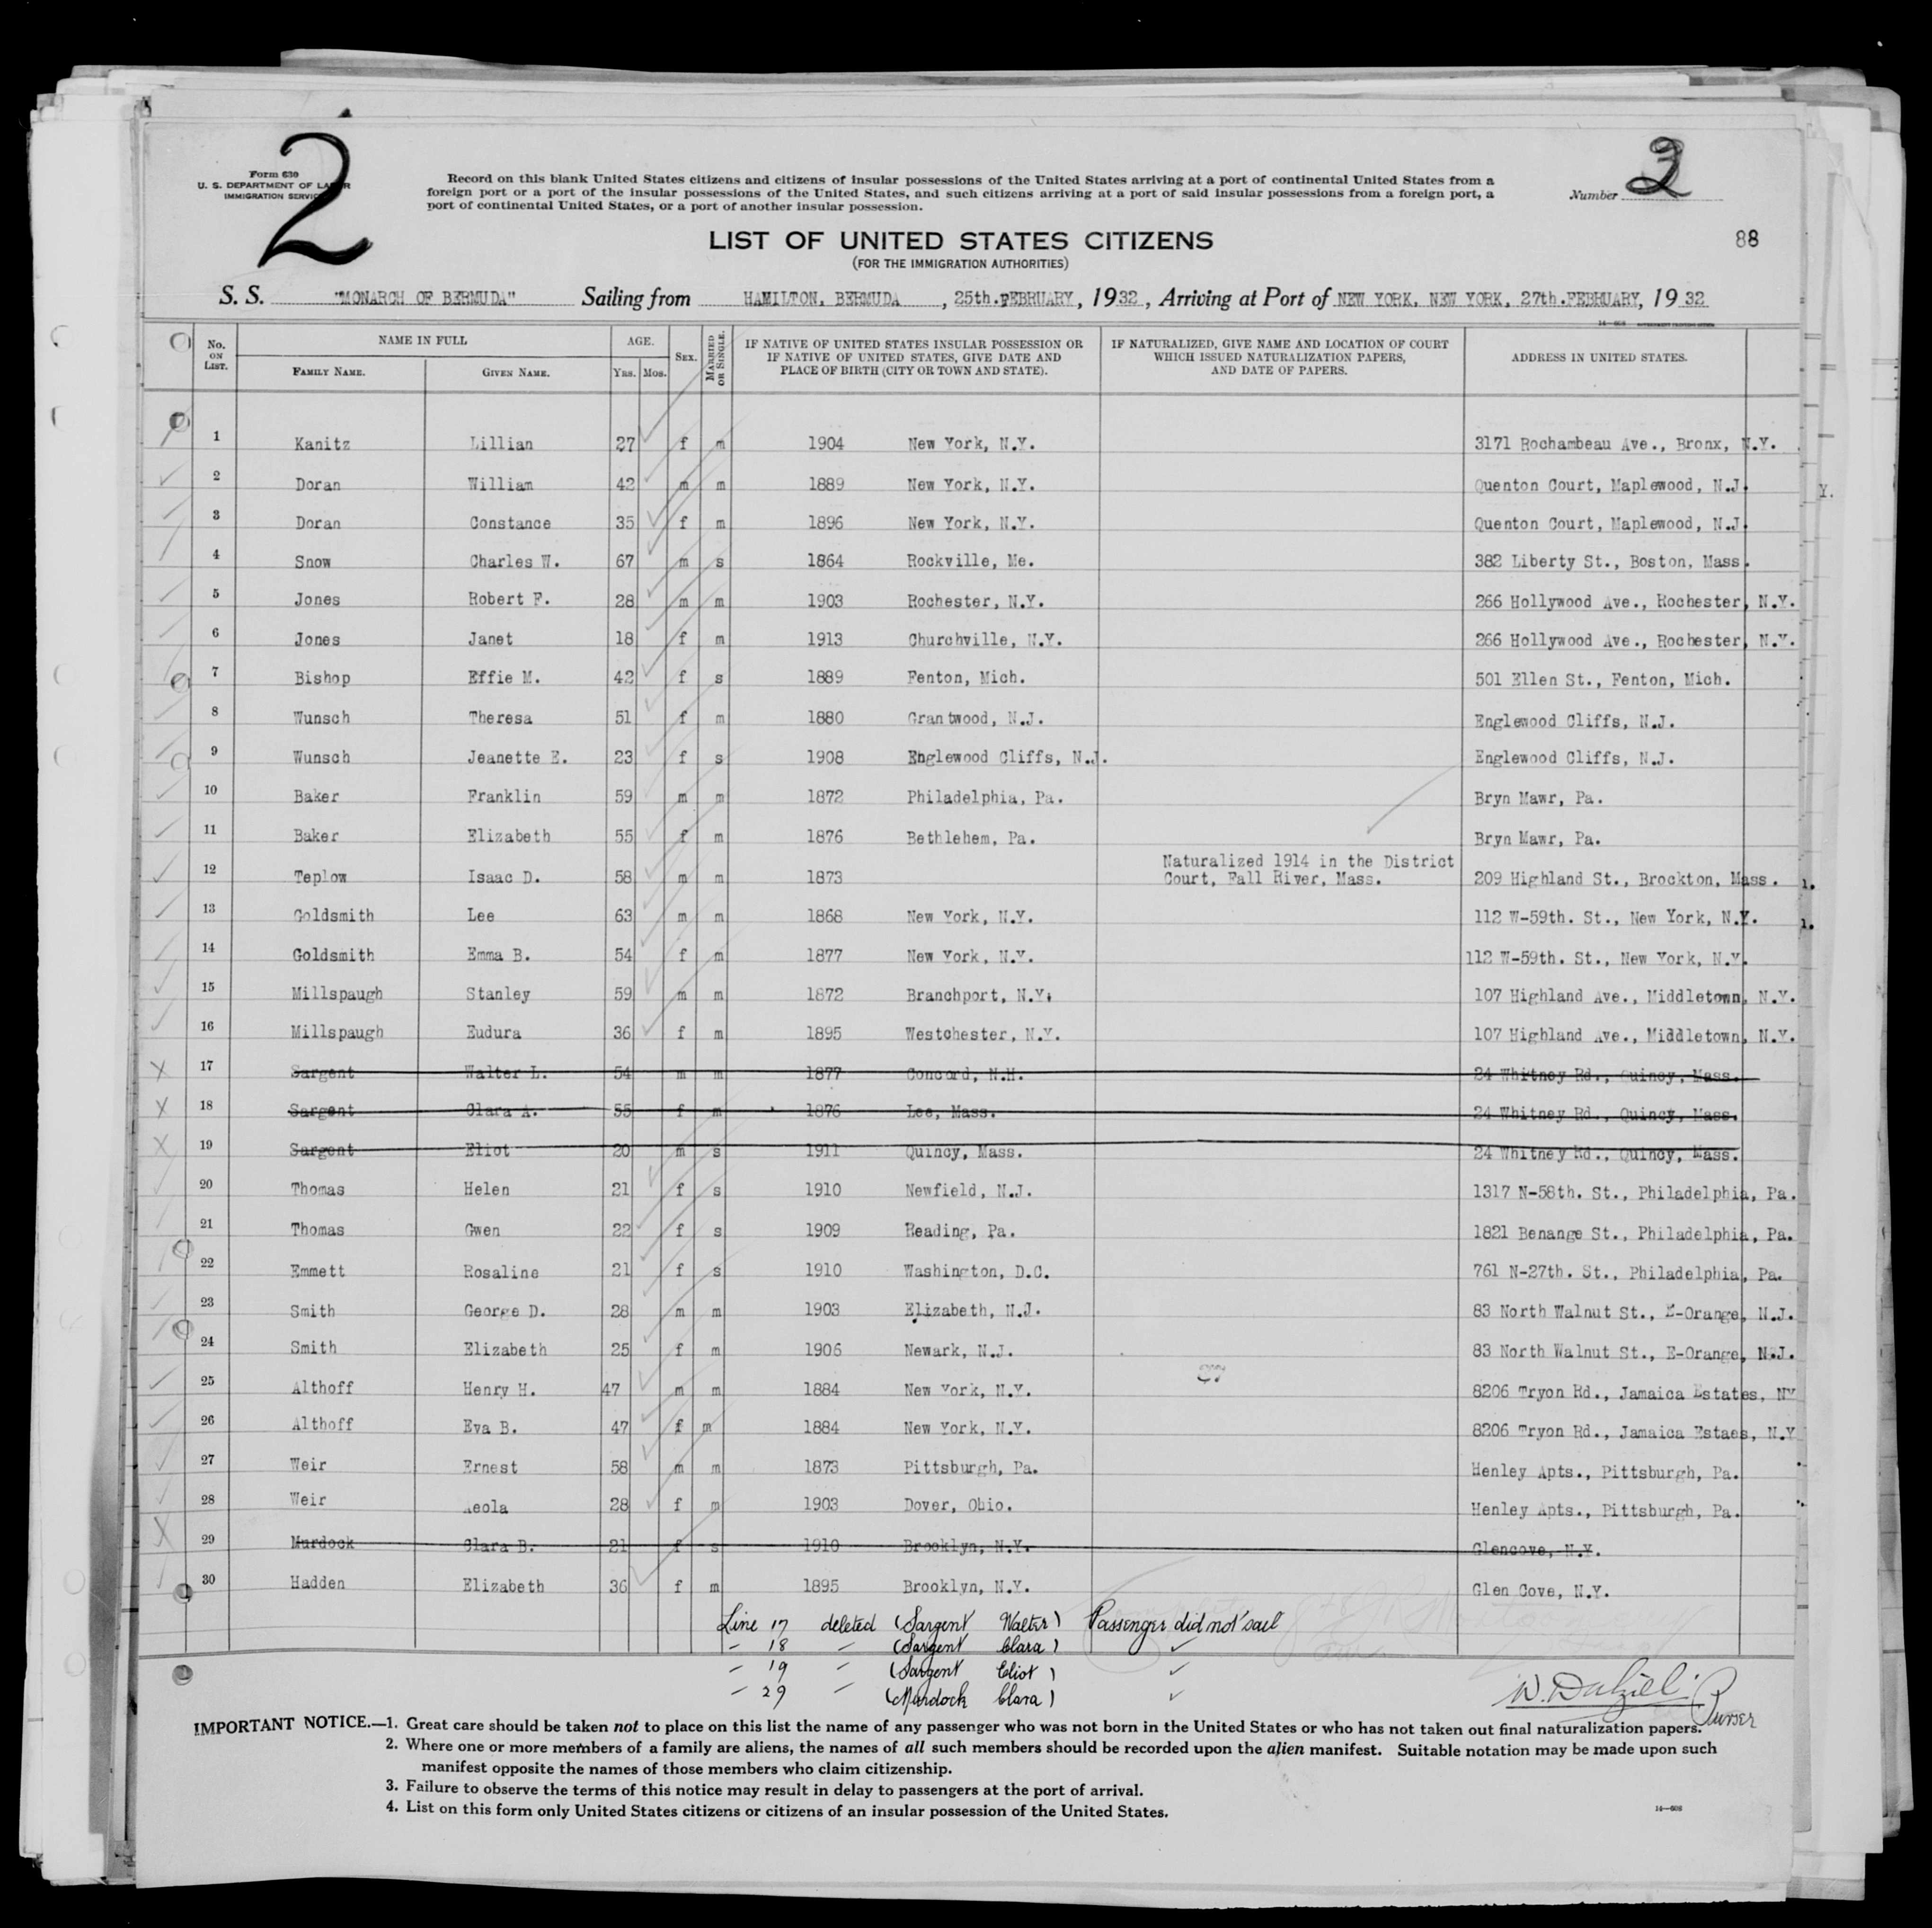 2
Form 630
U. S. DEPARTMENT OF LABOR
IMMIGRATION SERVICE
Record on this blank United States citizens and citizens of insular possessions of the United States arriving at a port of continental United States from a
foreign port or a port of the insular possessions of the United States, and such citizens arriving at a port of said insular possessions from a foreign port, a
port of continental United States, or a port of another insular possession.
Number
LIST OF UNITED STATES CITIZENS
88
(FOR THE IMMIGRATION AUTHORITIES)
S. S. "MONARCH OF BERMUDA" Sailing from HAMILTON, BERMUDA , 25th.FEBRUARY, 1932, Arriving at Port of NEW YORK, NEW YORK, 27th.FEBRUARY, 1932
14—608 GOVERNMENT PRINTING OFFICE
No. ON LIST. NAME IN FULL AGE. SEX. MARRIED OR SINGLE. IF NATIVE OF UNITED STATES INSULAR POSSESSION OR IF NATIVE OF UNITED STATES, GIVE DATE AND PLACE OF BIRTH (CITY OR TOWN AND STATE). IF NATURALIZED, GIVE NAME AND LOCATION OF COURT WHICH ISSUED NATURALIZATION PAPERS, AND DATE OF PAPERS. ADDRESS IN UNITED STATES.
FAMILY NAME. GIVEN NAME. YRS. MOS.
1 Kanitz Lillian 27 f m 1904 New York, N.Y. 3171 Rochambeau Ave., Bronx, N.Y.
2 Doran William 42 m m 1889 New York, N.Y. Quenton Court, Maplewood, N.J.
3 Doran Constance 35 f m 1896 New York, N.Y. Quenton Court, Maplewood, N.J.
4 Snow Charles W. 67 m s 1864 Rockville, Me. 382 Liberty St., Boston, Mass.
5 Jones Robert F. 28 m m 1903 Rochester, N.Y. 266 Hollywood Ave., Rochester, N.Y.
6 Jones Janet 18 f m 1913 Churchville, N.Y. 266 Hollywood Ave., Rochester, N.Y.
7 Bishop Effie M. 42 f s 1889 Fenton, Mich. 501 Ellen St., Fenton, Mich.
8 Wunsch Theresa 51 f m 1880 Grantwood, N.J. Englewood Cliffs, N.J.
9 Wunsch Jeanette E. 23 f s 1908 Englewood Cliffs, N.J. Englewood Cliffs, N.J.
10 Baker Franklin 59 m m 1872 Philadelphia, Pa. Bryn Mawr, Pa.
11 Baker Elizabeth 55 f m 1876 Bethlehem, Pa. Bryn Mawr, Pa.
12 Teplow Isaac D. 58 m m 1873 Naturalized 1914 in the District Court, Fall River, Mass. 209 Highland St., Brockton, Mass.
13 Goldsmith Lee 63 m m 1868 New York, N.Y. 112 W-59th. St., New York, N.Y.
14 Goldsmith Emma B. 54 f m 1877 New York, N.Y. 112 W-59th. St., New York, N.Y.
15 Millspaugh Stanley 59 m m 1872 Branchport, N.Y. 107 Highland Ave., Middletown, N.Y.
16 Millspaugh Eudura 36 f m 1895 Westchester, N.Y. 107 Highland Ave., Middletown, N.Y.
17 Sargent Walter L. 54 m m 1877 Concord, N.H. 24 Whitney Rd., Quincy, Mass.
18 Sargent Clara A. 55 f m 1876 Lee, Mass. 24 Whitney Rd., Quincy, Mass.
19 Sargent Eliot 20 m s 1911 Quincy, Mass. 24 Whitney Rd., Quincy, Mass.
20 Thomas Helen 21 f s 1910 Newfield, N.J. 1317 N-58th. St., Philadelphia, Pa.
21 Thomas Gwen 22 f s 1909 Reading, Pa. 1821 Benange St., Philadelphia, Pa.
22 Emmett Rosaline 21 f s 1910 Washington, D.C. 761 N-27th. St., Philadelphia, Pa.
23 Smith George D. 28 m m 1903 Elizabeth, N.J. 83 North Walnut St., E-Orange, N.J.
24 Smith Elizabeth 25 f m 1906 Newark, N.J. 83 North Walnut St., E-Orange, N.J.
25 Althoff Henry H. 47 m m 1884 New York, N.Y. 8206 Tryon Rd., Jamaica Estates, NY
26 Althoff Eva B. 47 f m 1884 New York, N.Y. 8206 Tryon Rd., Jamaica Estaes, N.Y
27 Weir Ernest 58 m m 1873 Pittsburgh, Pa. Henley Apts., Pittsburgh, Pa.
28 Weir Aeola 28 f m 1903 Dover, Ohio. Henley Apts., Pittsburgh, Pa.
29 Murdock Clara B. 21 f s 1910 Brooklyn, N.Y. Glencove, N.Y.
30 Hadden Elizabeth 36 f m 1895 Brooklyn, N.Y. Glen Cove, N.Y.
Line 17 deleted (Sargent Walter) Passenger did not sail
— 18 — (Sargent Clara) ✓
— 19 — (Sargent Eliot) ✓
— 29 — (Murdock Clara) ✓
W. Dalziel. Purser
IMPORTANT NOTICE.—1. Great care should be taken not to place on this list the name of any passenger who was not born in the United States or who has not taken out final naturalization papers.
2. Where one or more members of a family are aliens, the names of all such members should be recorded upon the alien manifest. Suitable notation may be made upon such
manifest opposite the names of those members who claim citizenship.
3. Failure to observe the terms of this notice may result in delay to passengers at the port of arrival.
4. List on this form only United States citizens or citizens of an insular possession of the United States.
14—608